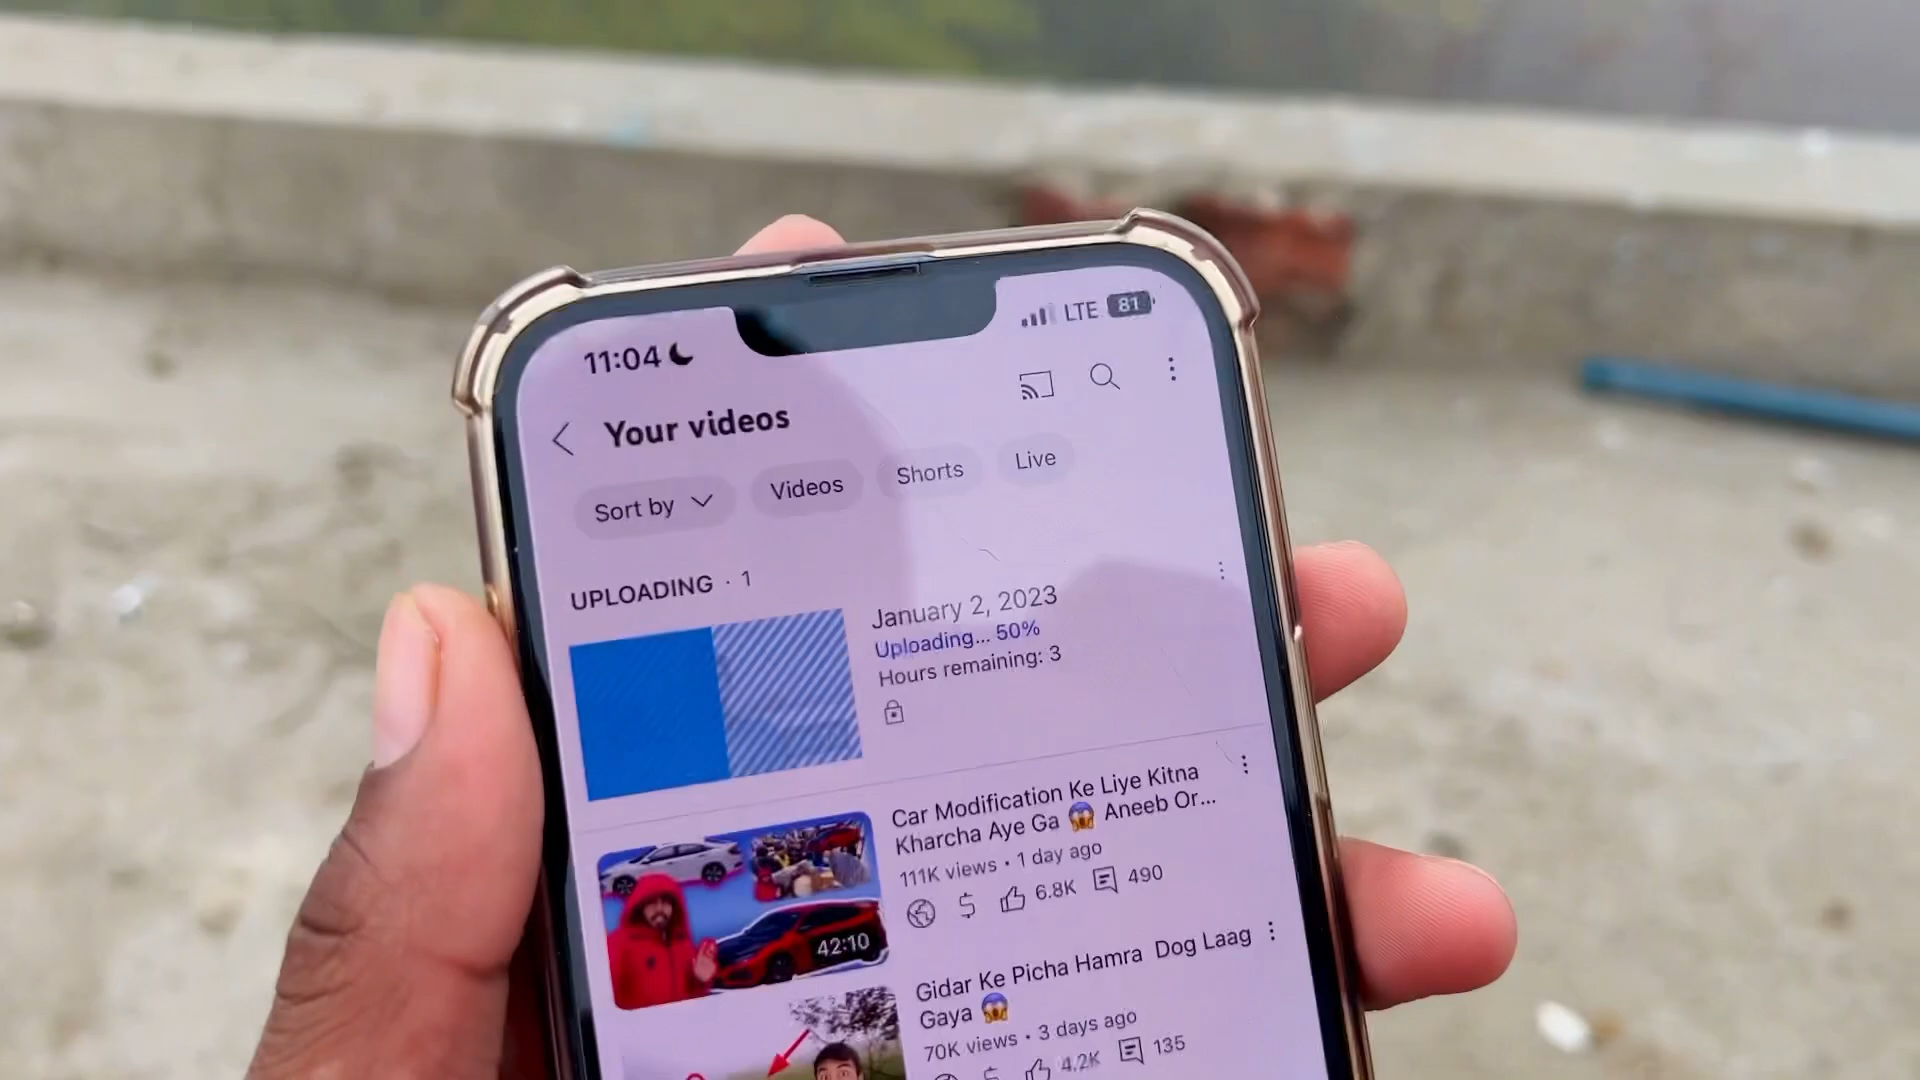 11:04
LTE 81
Your videos
Sort by
Videos
Shorts
Live
UPLOADING · 1
January 2, 2023
Uploading... 50%
Hours remaining: 3
Car Modification Ke Liye Kitna
Kharcha Aye Ga 😱 Aneeb Or...
111K views · 1 day ago
6.8K 490
42:10
Gidar Ke Picha Hamra Dog Laag
Gaya 😱
70K views · 3 days ago
4.2K 135